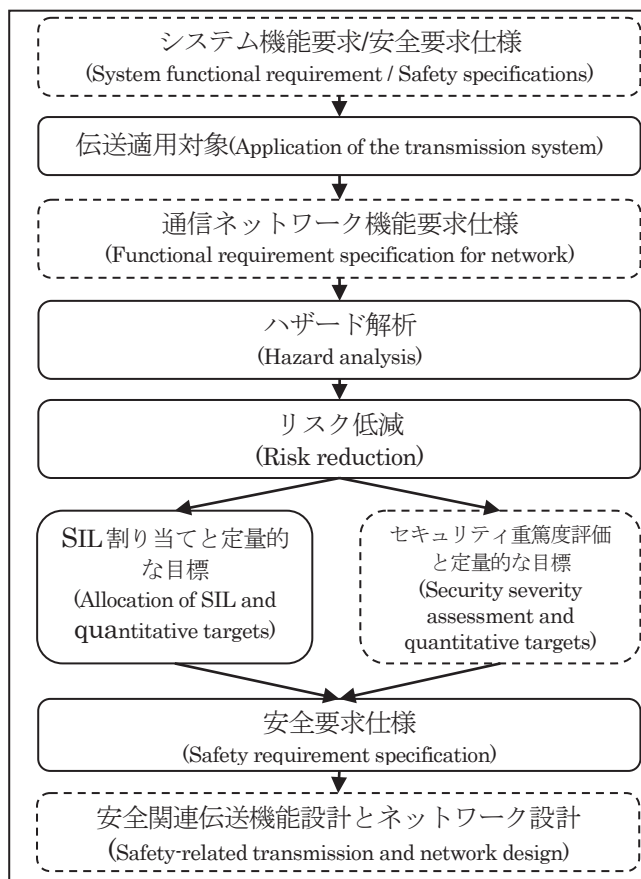 システム機能要求/安全要求仕様
(System functional requirement / Safety specifications)
伝送適用対象(Application of the transmission system)
通信ネットワーク機能要求仕様
(Functional requirement specification for network)
ハザード解析
(Hazard analysis)
リスク低減
(Risk reduction)
SIL 割り当てと定量的
な目標
(Allocation of SIL and
quantitative targets)
セキュリティ重篤度評価
と定量的な目標
(Security severity
assessment and
quantitative targets)
安全要求仕様
(Safety requirement specification)
安全関連伝送機能設計とネットワーク設計
(Safety-related transmission and network design)